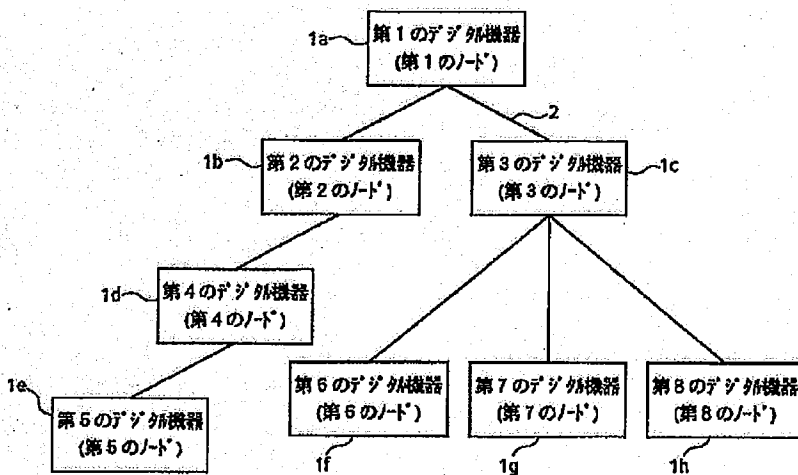 1a
第1のデジタル機器
(第1のノード)
2
1b
第2のデジタル機器
(第2のノード)
第3のデジタル機器
(第3のノード)
1c
1d
第4のデジタル機器
(第4のノード)
1e
第5のデジタル機器
(第5のノード)
第6のデジタル機器
(第6のノード)
第7のデジタル機器
(第7のノード)
第8のデジタル機器
(第8のノード)
1f
1g
1h